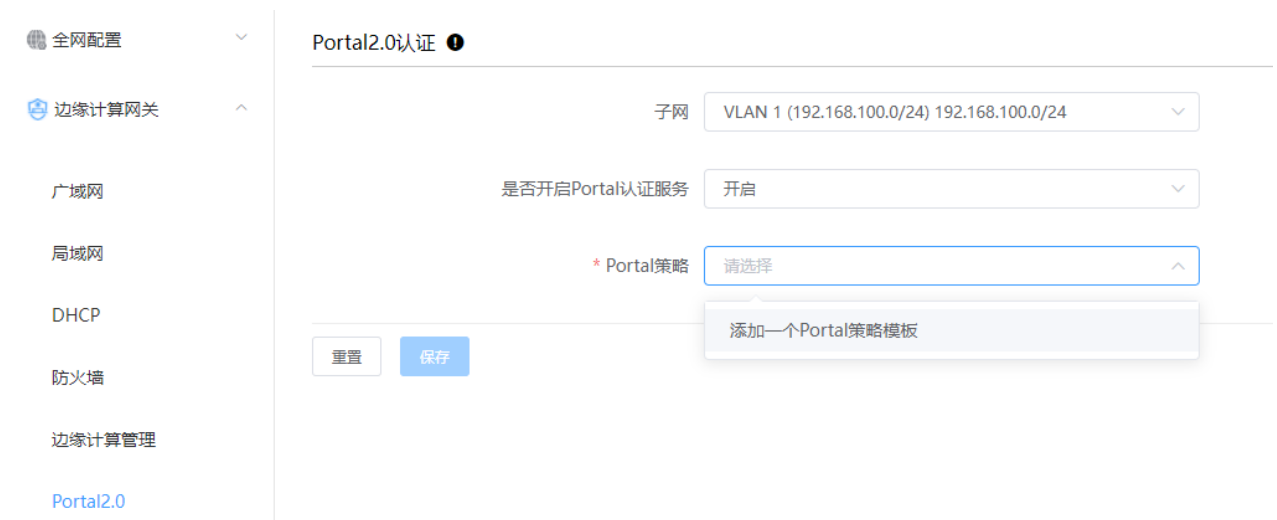 全网配置
边缘计算网关
广域网
局域网
DHCP
防火墙
边缘计算管理
Portal2.0
Portal2.0认证
子网 VLAN 1 (192.168.100.0/24) 192.168.100.0/24
是否开启Portal认证服务 开启
* Portal策略 请选择
添加一个Portal策略模板
重置 保存